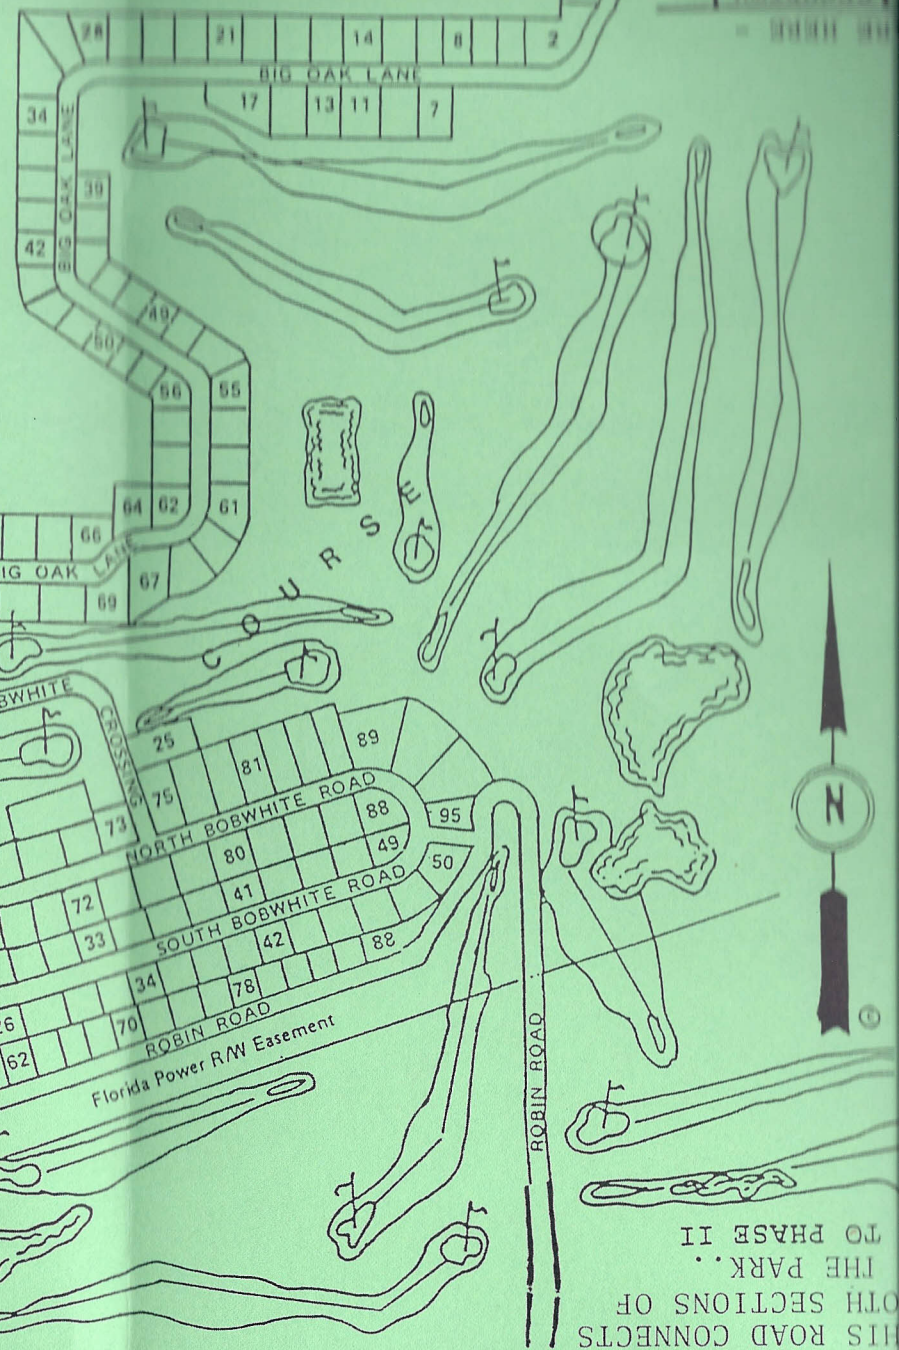 28 21 14 8 2
BIG OAK LANE
17 13 11 7
34
BIG OAK LANE
39
42
49
50
56 55
64 62 61
66
IG OAK LANE
67
69
COURSE
BWHITE
CROSSING
25
89
81
75
NORTH BOBWHITE ROAD
73
88
95
80
49
50
41
72
SOUTH BOBWHITE ROAD
33
42
88
34
78
26
70
ROBIN ROAD
62
Florida Power R/W Easement
ROBIN ROAD
N
HIS ROAD CONNECTS
OTH SECTIONS OF
THE PARK..
TO PHASE II